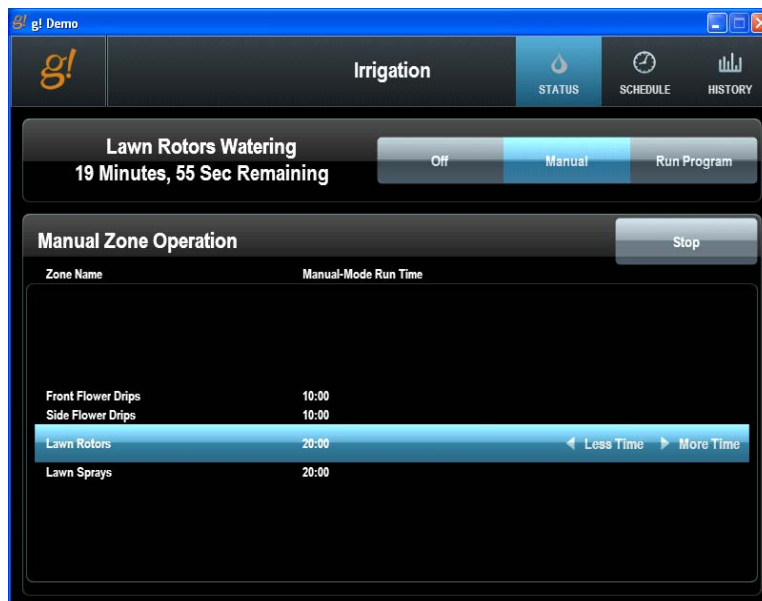 g! g! Demo
g!
Irrigation
STATUS
SCHEDULE
HISTORY
Lawn Rotors Watering
19 Minutes, 55 Sec Remaining
Off
Manual
Run Program
Manual Zone Operation
Stop
Zone Name Manual-Mode Run Time
Front Flower Drips 10:00
Side Flower Drips 10:00
Lawn Rotors 20:00 Less Time More Time
Lawn Sprays 20:00